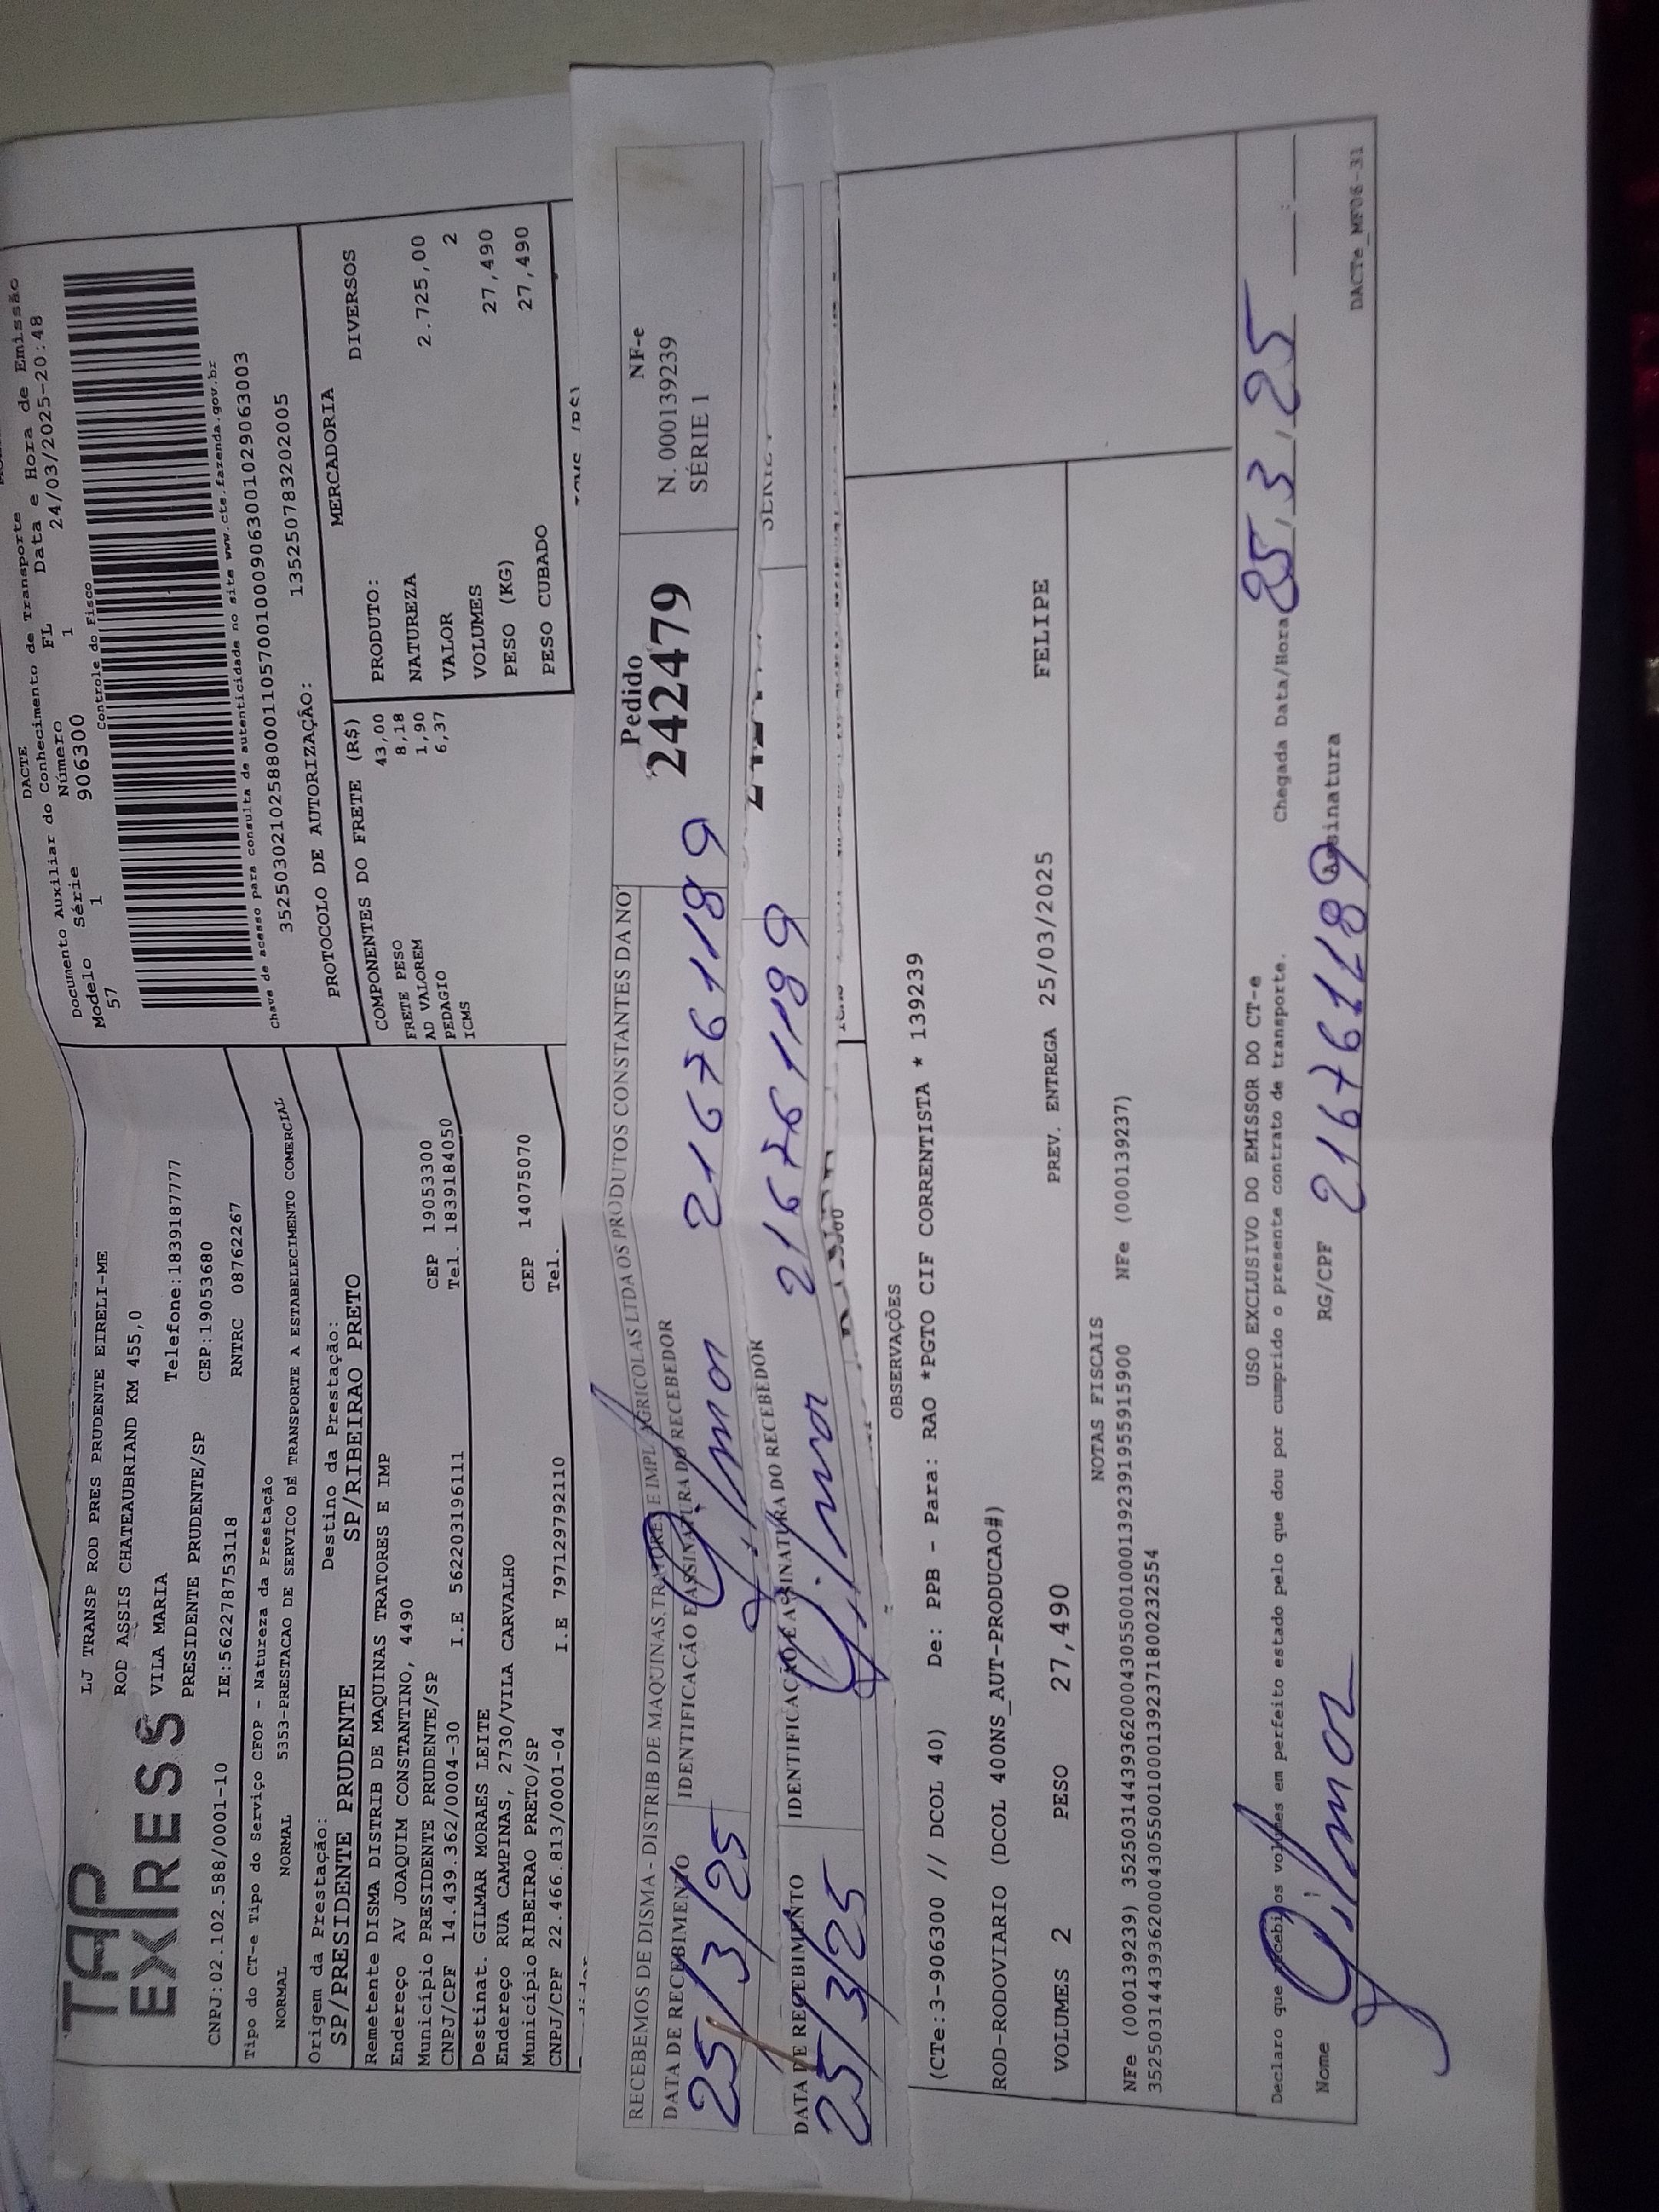 TAP
EXPRESS
LJ TRANSP ROD PRES PRUDENTE EIRELI-ME
ROD ASSIS CHATEAUBRIAND KM 455,0
VILA MARIA Telefone:1839187777
PRESIDENTE PRUDENTE/SP CEP:19053680
CNPJ:02.102.588/0001-10 IE:562278753118 RNTRC 08762267
Tipo do CT-e Tipo do Serviço CFOP - Natureza da Prestação
NORMAL NORMAL 5353-PRESTACAO DE SERVICO DE TRANSPORTE A ESTABELECIMENTO COMERCIAL
Origem da Prestação: Destino da Prestação:
SP/PRESIDENTE PRUDENTE SP/RIBEIRAO PRETO
Remetente DISMA DISTRIB DE MAQUINAS TRATORES E IMP
Endereço AV JOAQUIM CONSTANTINO, 4490
Município PRESIDENTE PRUDENTE/SP CEP 19053300
CNPJ/CPF 14.439.362/0004-30 I.E 562203196111 Tel. 1839184050
Destinat. GILMAR MORAES LEITE
Endereço RUA CAMPINAS, 2730/VILA CARVALHO
Município RIBEIRAO PRETO/SP CEP 14075070
CNPJ/CPF 22.466.813/0001-04 I.E 797129792110 Tel.
DACTE
Documento Auxiliar do Conhecimento de Transporte
Modelo Série Número FL Data e Hora de Emissão
57 1 906300 1 24/03/2025-20:48
Controle do Fisco
Chave de acesso para consulta de autenticidade no site www.cte.fazenda.gov.br
35250302102588000110570010009063001029063003
PROTOCOLO DE AUTORIZAÇÃO: 135250783202005
COMPONENTES DO FRETE (R$)
FRETE PESO 43,00
AD VALOREM 8,18
PEDAGIO 1,90
ICMS 6,37
MERCADORIA
PRODUTO: DIVERSOS
NATUREZA
VALOR 2.725,00
VOLUMES 2
PESO (KG) 27,490
PESO CUBADO 27,490
RECEBEMOS DE DISMA - DISTRIB DE MAQUINAS,TRATORES E IMPL AGRICOLAS LTDA OS PRODUTOS CONSTANTES DA NO
DATA DE RECEBIMENTO IDENTIFICAÇÃO E ASSINATURA DO RECEBEDOR
25/3/25 Gilmar 216761189
Pedido
242479
NF-e
N. 000139239
SÉRIE 1
DATA DE RECEBIMENTO IDENTIFICAÇÃO E ASSINATURA DO RECEBEDOR
25/3/25 Gilmar 216761189
OBSERVAÇÕES
(CTe:3-906300 // DCOL 40) De: PPB - Para: RAO *PGTO CIF CORRENTISTA * 139239
ROD-RODOVIARIO (DCOL 400NS_AUT-PRODUCAO#)
VOLUMES 2 PESO 27,490 PREV. ENTREGA 25/03/2025 FELIPE
NOTAS FISCAIS
NFe (000139239) 35250314439362000430550010001392391955915900 NFe (000139237)
35250314439362000430550010001392371800232554
USO EXCLUSIVO DO EMISSOR DO CT-e
Declaro que recebi os volumes em perfeito estado pelo que dou por cumprido o presente contrato de transporte. Chegada Data/Hora 25/3/25
Nome Gilmar RG/CPF 216761189 Assinatura
DACTe_MF06-31